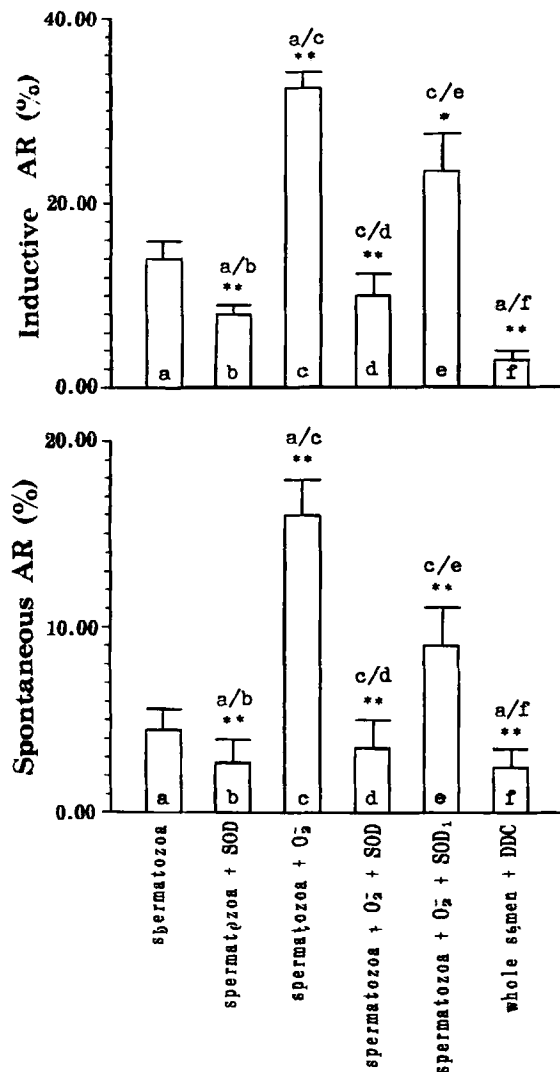 Inductive AR (%)
40.00
20.00
0.00
a/b
**
a/c
**
c/d
**
c/e
*
a/f
**
a
b
c
d
e
f
Spontaneous AR (%)
20.00
10.00
0.00
a/b
**
a/c
**
c/d
**
c/e
**
a/f
**
a
b
c
d
e
f
spermatozoa
spermatozoa + SOD
spermatozoa + O₂⁻
spermatozoa + O₂⁻ + SOD
spermatozoa + O₂⁻ + SOD₁
whole semen + DDC